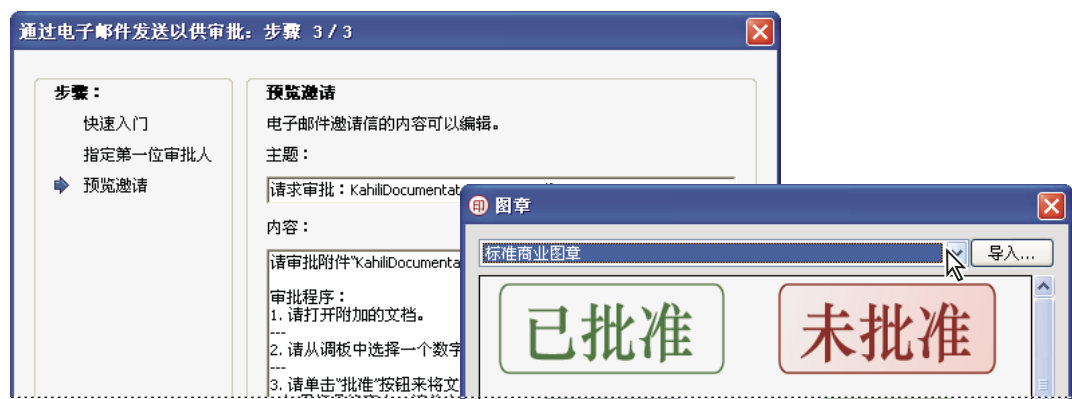 通过电子邮件发送以供审批：步骤 3/3
步骤：
快速入门
指定第一位审批人
预览邀请
预览邀请
电子邮件邀请信的内容可以编辑。
主题：
请求审批：KahiliDocumentat
内容：
请审批附件"KahiliDocumenta
审批程序：
1. 请打开附加的文档。
---
2. 请从调板中选择一个数字
---
3. 请单击"批准"按钮来将文
印 图章
标准商业图章
导入...
已批准
未批准